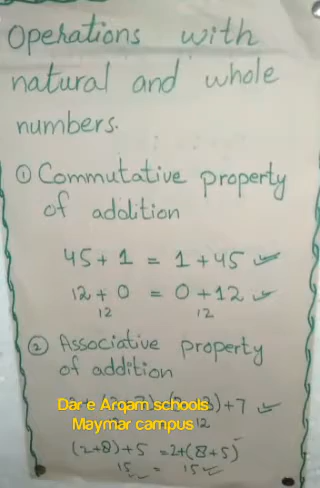 Operations with
natural and whole
numbers.
① Commutative property
of addition
45 + 1 = 1 + 45 ✓
12 + 0 = 0 + 12 ✓
12 12
② Associative property
of addition
Dar e Arqam schools ) + 7 ✓
Maymar campus 12
(2+8)+5 = 2+(8+5)
15 ✓ = 15 ✓